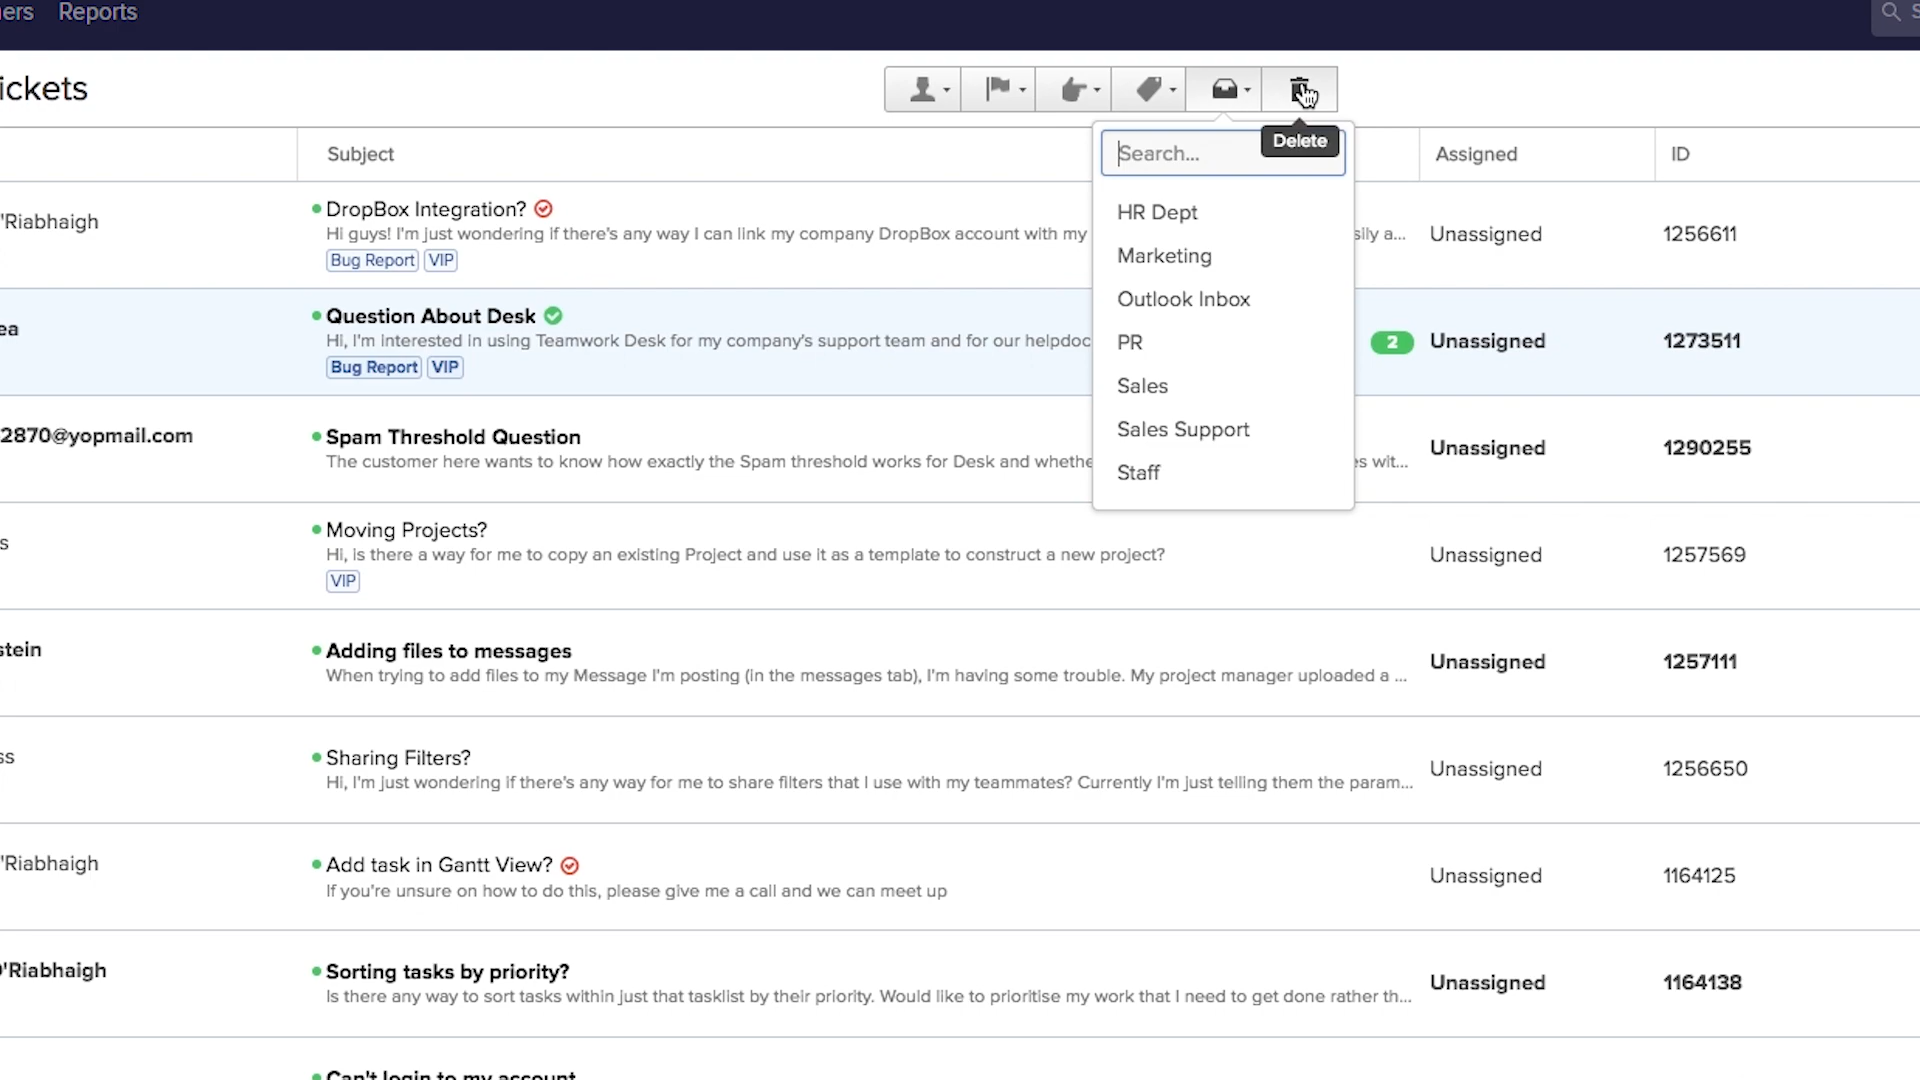 ers Reports
ickets
Delete
Search...
HR Dept
Marketing
Outlook Inbox
PR
Sales
Sales Support
Staff
Subject Assigned ID
'Riabhaigh
DropBox Integration?
Hi guys! I'm just wondering if there's any way I can link my company DropBox account with my sily a...
Bug Report VIP
Unassigned 1256611
ea
Question About Desk
Hi, I'm interested in using Teamwork Desk for my company's support team and for our helpdoc
Bug Report VIP
2 Unassigned 1273511
2870@yopmail.com
Spam Threshold Question
The customer here wants to know how exactly the Spam threshold works for Desk and whethe s wit...
Unassigned 1290255
s
Moving Projects?
Hi, is there a way for me to copy an existing Project and use it as a template to construct a new project?
VIP
Unassigned 1257569
stein
Adding files to messages
When trying to add files to my Message I'm posting (in the messages tab), I'm having some trouble. My project manager uploaded a ...
Unassigned 1257111
ss
Sharing Filters?
Hi, I'm just wondering if there's any way for me to share filters that I use with my teammates? Currently I'm just telling them the param...
Unassigned 1256650
'Riabhaigh
Add task in Gantt View?
If you're unsure on how to do this, please give me a call and we can meet up
Unassigned 1164125
'Riabhaigh
Sorting tasks by priority?
Is there any way to sort tasks within just that tasklist by their priority. Would like to prioritise my work that I need to get done rather th...
Unassigned 1164138
Can't login to my account